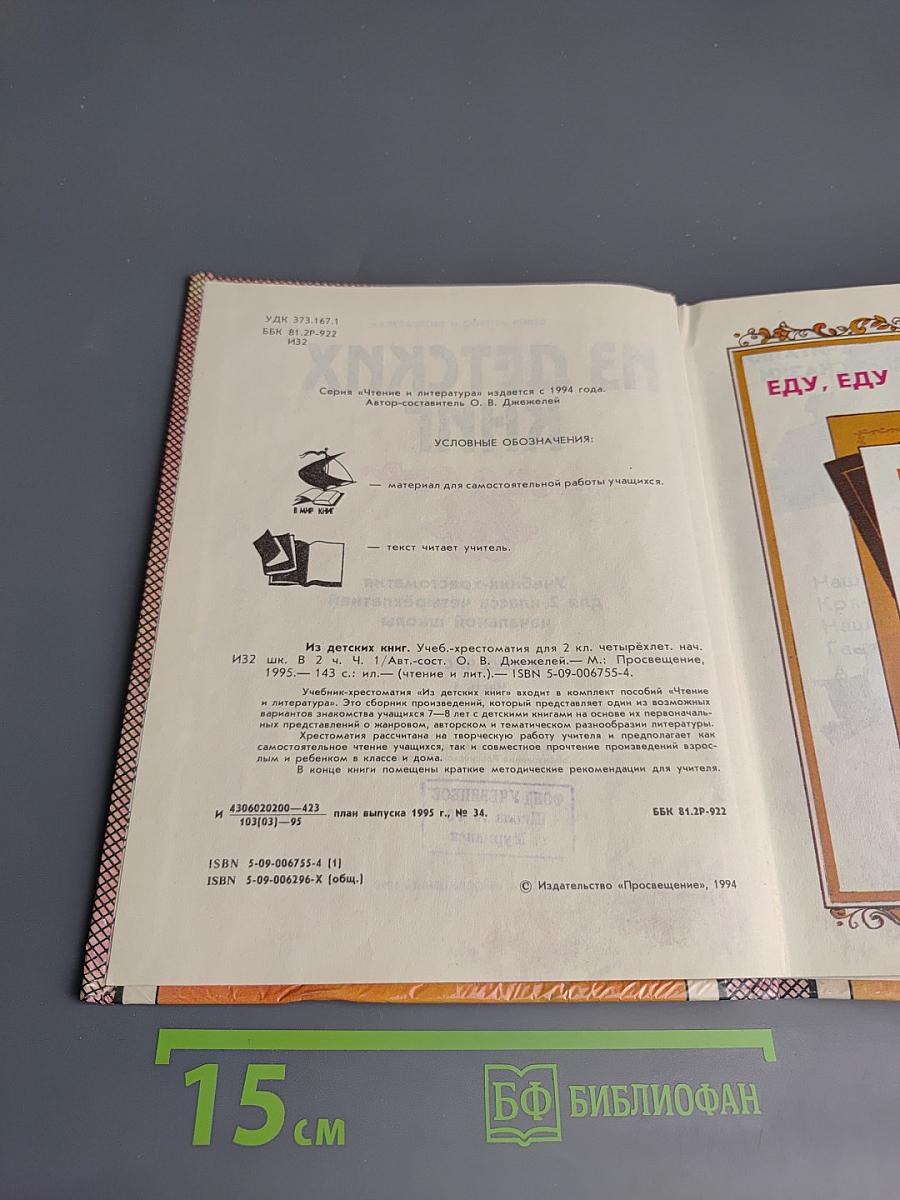 УДК 373.167.1
ББК 81.2Р-922
И32
Серия «Чтение и литература» издается с 1994 года.
Автор-составитель О. В. Джежелей
УСЛОВНЫЕ ОБОЗНАЧЕНИЯ:
В МИР КНИГ
— материал для самостоятельной работы учащихся.
— текст читает учитель.
Из детских книг. Учеб.-хрестоматия для 2 кл. четырёхлет. нач.
И32 шк. В 2 ч. Ч. 1/Авт.-сост. О. В. Джежелей.— М.: Просвещение,
1995.— 143 с.: ил.— (чтение и лит.).— ISBN 5-09-006755-4.
Учебник-хрестоматия «Из детских книг» входит в комплект пособий «Чтение
и литература». Это сборник произведений, который представляет один из возможных
вариантов знакомства учащихся 7—8 лет с детскими книгами на основе их первоначаль-
ных представлений о жанровом, авторском и тематическом разнообразии литературы.
Хрестоматия рассчитана на творческую работу учителя и предполагает как
самостоятельное чтение учащихся, так и совместное прочтение произведений взрос-
лым и ребенком в классе и дома.
В конце книги помещены краткие методические рекомендации для учителя.
И 4306020200—423
103(03)—95 план выпуска 1995 г., № 34.
ББК 81.2Р-922
ISBN 5-09-006755-4 (1)
ISBN 5-09-006296-X (общ.)
© Издательство «Просвещение», 1994
ЕДУ, ЕДУ
15 см
БФ БИБЛИОФАН